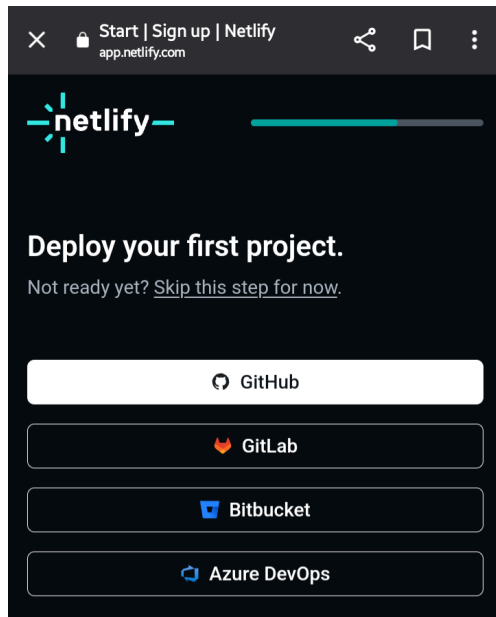 Start | Sign up | Netlify
app.netlify.com
netlify
Deploy your first project.
Not ready yet? Skip this step for now.
GitHub
GitLab
Bitbucket
Azure DevOps